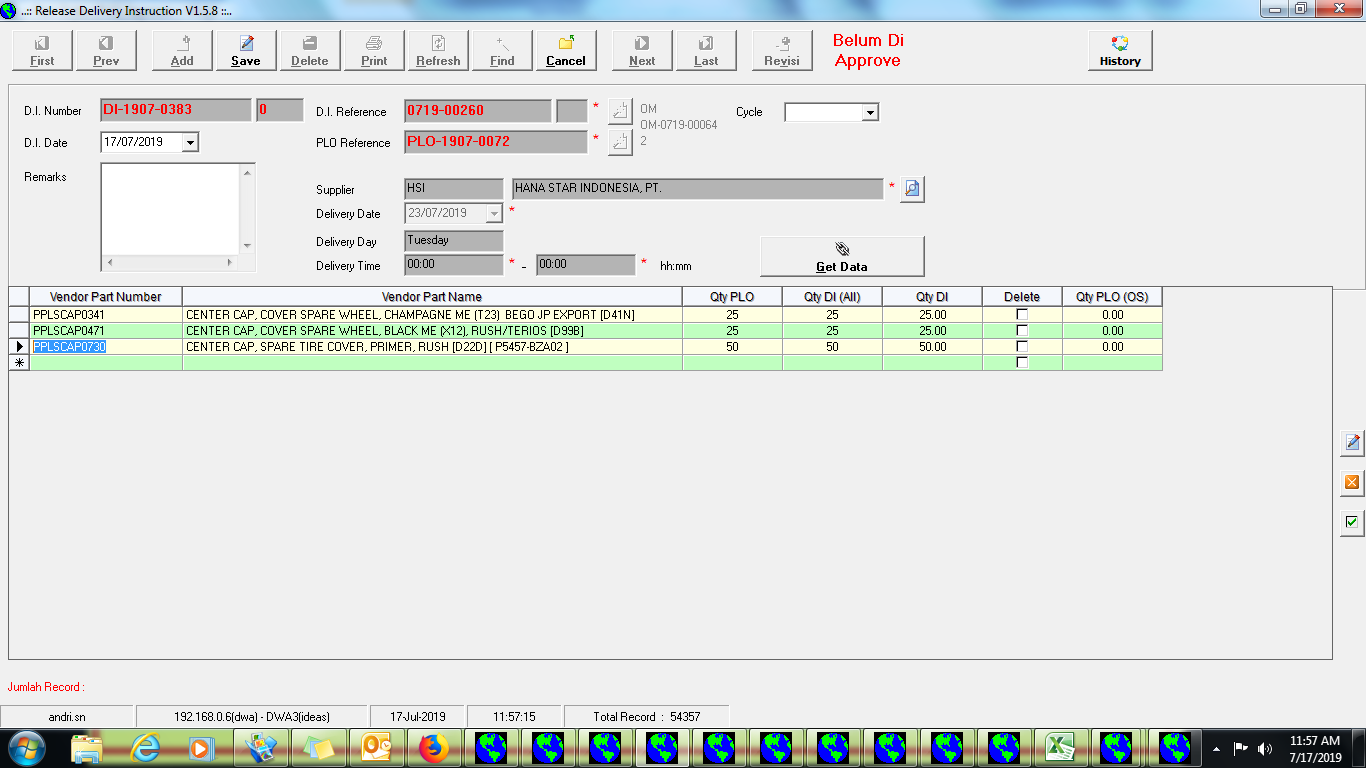 ..:: Release Delivery Instruction V1.5.8 ::..
First Prev Add Save Delete Print Refresh Find Cancel Next Last Revisi
Belum Di
Approve
History
D.I. Number DI-1907-0383 0 D.I. Reference 0719-00260 * OM Cycle
OM-0719-00064
D.I. Date 17/07/2019 PLO Reference PLO-1907-0072 * 2
Remarks
Supplier HSI HANA STAR INDONESIA, PT. *
Delivery Date 23/07/2019 *
Delivery Day Tuesday
Delivery Time 00:00 * - 00:00 * hh:mm
Get Data
Vendor Part Number Vendor Part Name Qty PLO Qty DI (All) Qty DI Delete Qty PLO (OS)
PPLSCAP0341 CENTER CAP, COVER SPARE WHEEL, CHAMPAGNE ME (T23) BEGO JP EXPORT [D41N] 25 25 25.00 0.00
PPLSCAP0471 CENTER CAP, COVER SPARE WHEEL, BLACK ME (X12), RUSH/TERIOS [D99B] 25 25 25.00 0.00
PPLSCAP0730 CENTER CAP, SPARE TIRE COVER, PRIMER, RUSH [D22D] [ P5457-BZA02 ] 50 50 50.00 0.00
Jumlah Record :
andri.sn 192.168.0.6(dwa) - DWA3(ideas) 17-Jul-2019 11:57:15 Total Record : 54357
11:57 AM
7/17/2019